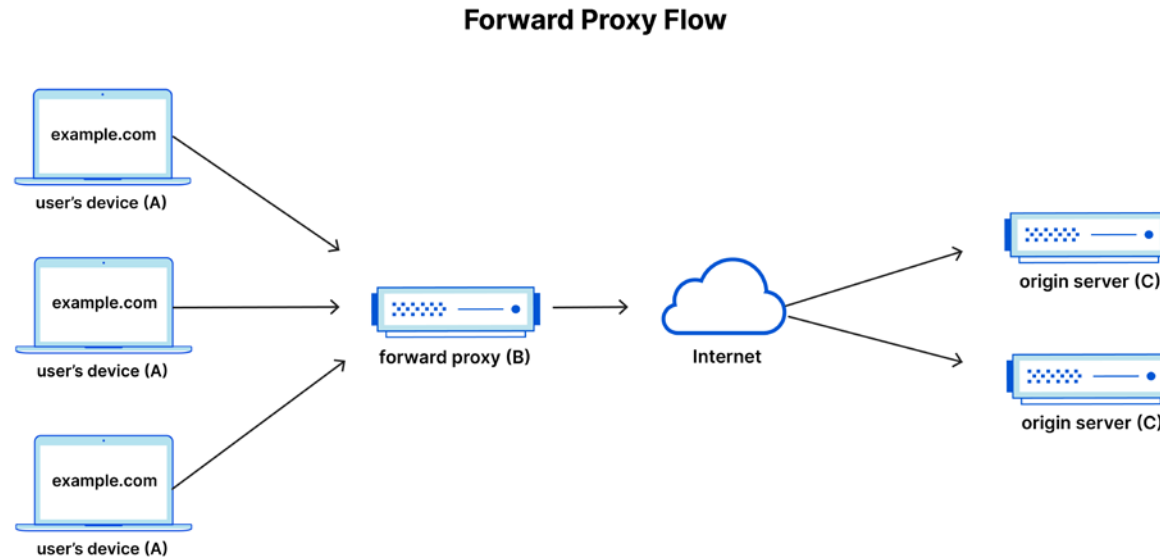 Forward Proxy Flow
example.com
user's device (A)
example.com
user's device (A)
example.com
user's device (A)
forward proxy (B)
Internet
origin server (C)
origin server (C)